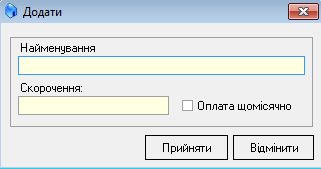 Додати
Найменування
Скорочення:
Оплата щомісячно
Прийняти Відмінити